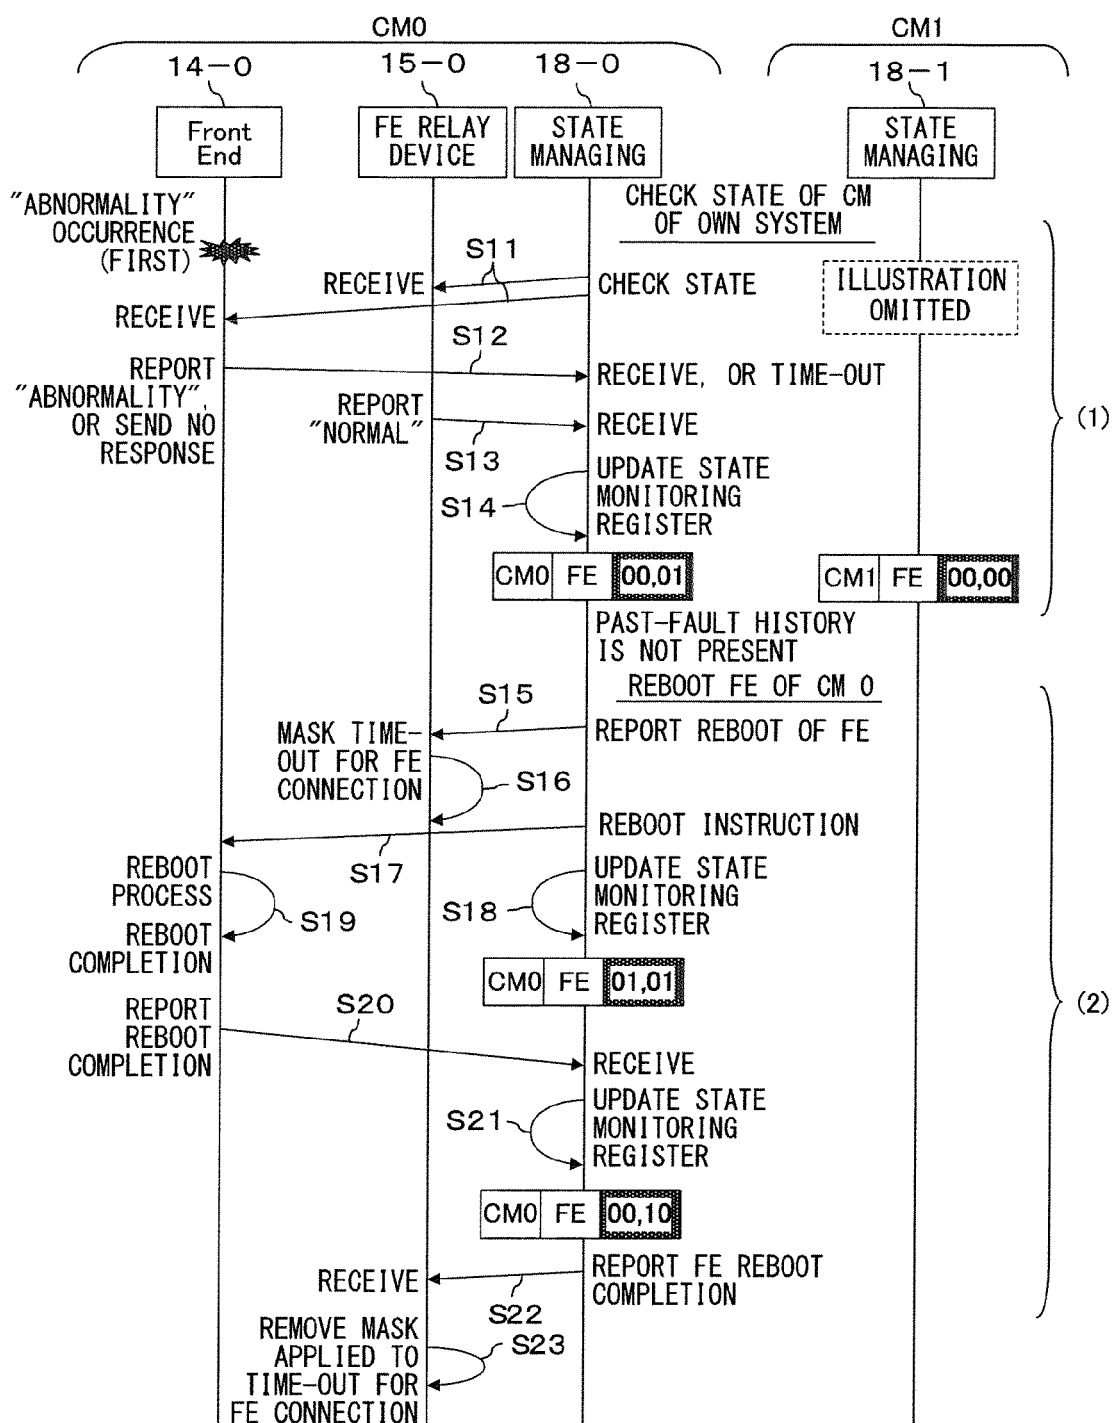 CM0
CM1
14-0
15-0
18-0
18-1
Front
End
FE RELAY
DEVICE
STATE
MANAGING
STATE
MANAGING
"ABNORMALITY"
OCCURRENCE
(FIRST)
CHECK STATE OF CM
OF OWN SYSTEM
S11
RECEIVE
CHECK STATE
ILLUSTRATION
OMITTED
RECEIVE
S12
REPORT
"ABNORMALITY",
OR SEND NO
RESPONSE
RECEIVE, OR TIME-OUT
REPORT
"NORMAL"
RECEIVE
(1)
S13
S14
UPDATE STATE
MONITORING
REGISTER
CM0 FE 00,01
CM1 FE 00,00
PAST-FAULT HISTORY
IS NOT PRESENT
REBOOT FE OF CM 0
S15
REPORT REBOOT OF FE
MASK TIME-
OUT FOR FE
CONNECTION
S16
REBOOT INSTRUCTION
S17
REBOOT
PROCESS
S19
REBOOT
COMPLETION
S18
UPDATE STATE
MONITORING
REGISTER
CM0 FE 01,01
(2)
REPORT
REBOOT
COMPLETION
S20
RECEIVE
S21
UPDATE STATE
MONITORING
REGISTER
CM0 FE 00,10
RECEIVE
REPORT FE REBOOT
COMPLETION
S22
REMOVE MASK
APPLIED TO
TIME-OUT FOR
FE CONNECTION
S23